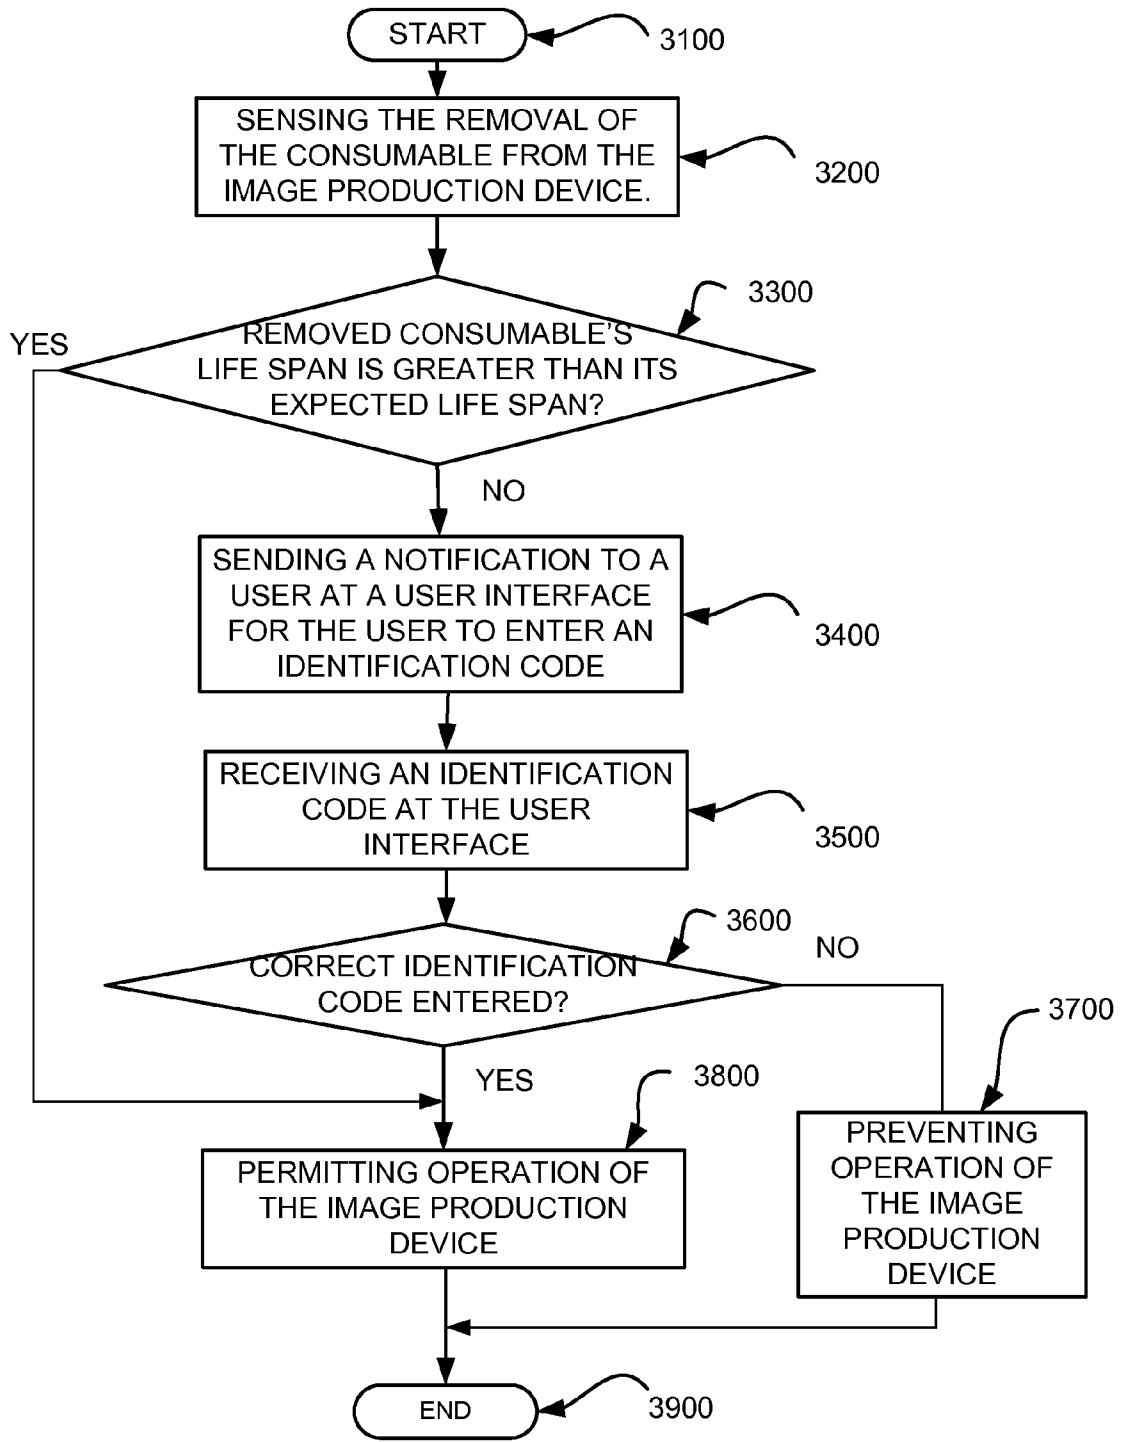 START
3100
SENSING THE REMOVAL OF
THE CONSUMABLE FROM THE
IMAGE PRODUCTION DEVICE.
3200
3300
YES
REMOVED CONSUMABLE'S
LIFE SPAN IS GREATER THAN ITS
EXPECTED LIFE SPAN?
NO
SENDING A NOTIFICATION TO A
USER AT A USER INTERFACE
FOR THE USER TO ENTER AN
IDENTIFICATION CODE
3400
RECEIVING AN IDENTIFICATION
CODE AT THE USER
INTERFACE
3500
3600
NO
CORRECT IDENTIFICATION
CODE ENTERED?
3700
YES
3800
PREVENTING
OPERATION OF
THE IMAGE
PRODUCTION
DEVICE
PERMITTING OPERATION OF
THE IMAGE PRODUCTION
DEVICE
END
3900